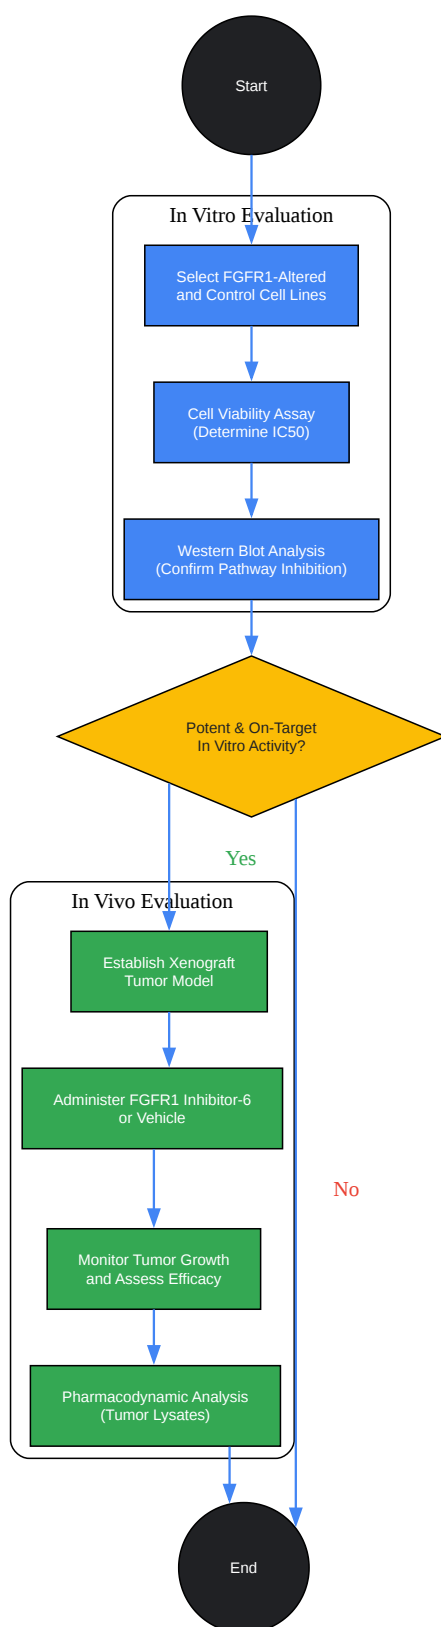 Start
In Vitro Evaluation
Select FGFR1-Altered
and Control Cell Lines
Cell Viability Assay
(Determine IC50)
Western Blot Analysis
(Confirm Pathway Inhibition)
Potent & On-Target
In Vitro Activity?
Yes
In Vivo Evaluation
Establish Xenograft
Tumor Model
Administer FGFR1 Inhibitor-6
or Vehicle
No
Monitor Tumor Growth
and Assess Efficacy
Pharmacodynamic Analysis
(Tumor Lysates)
End